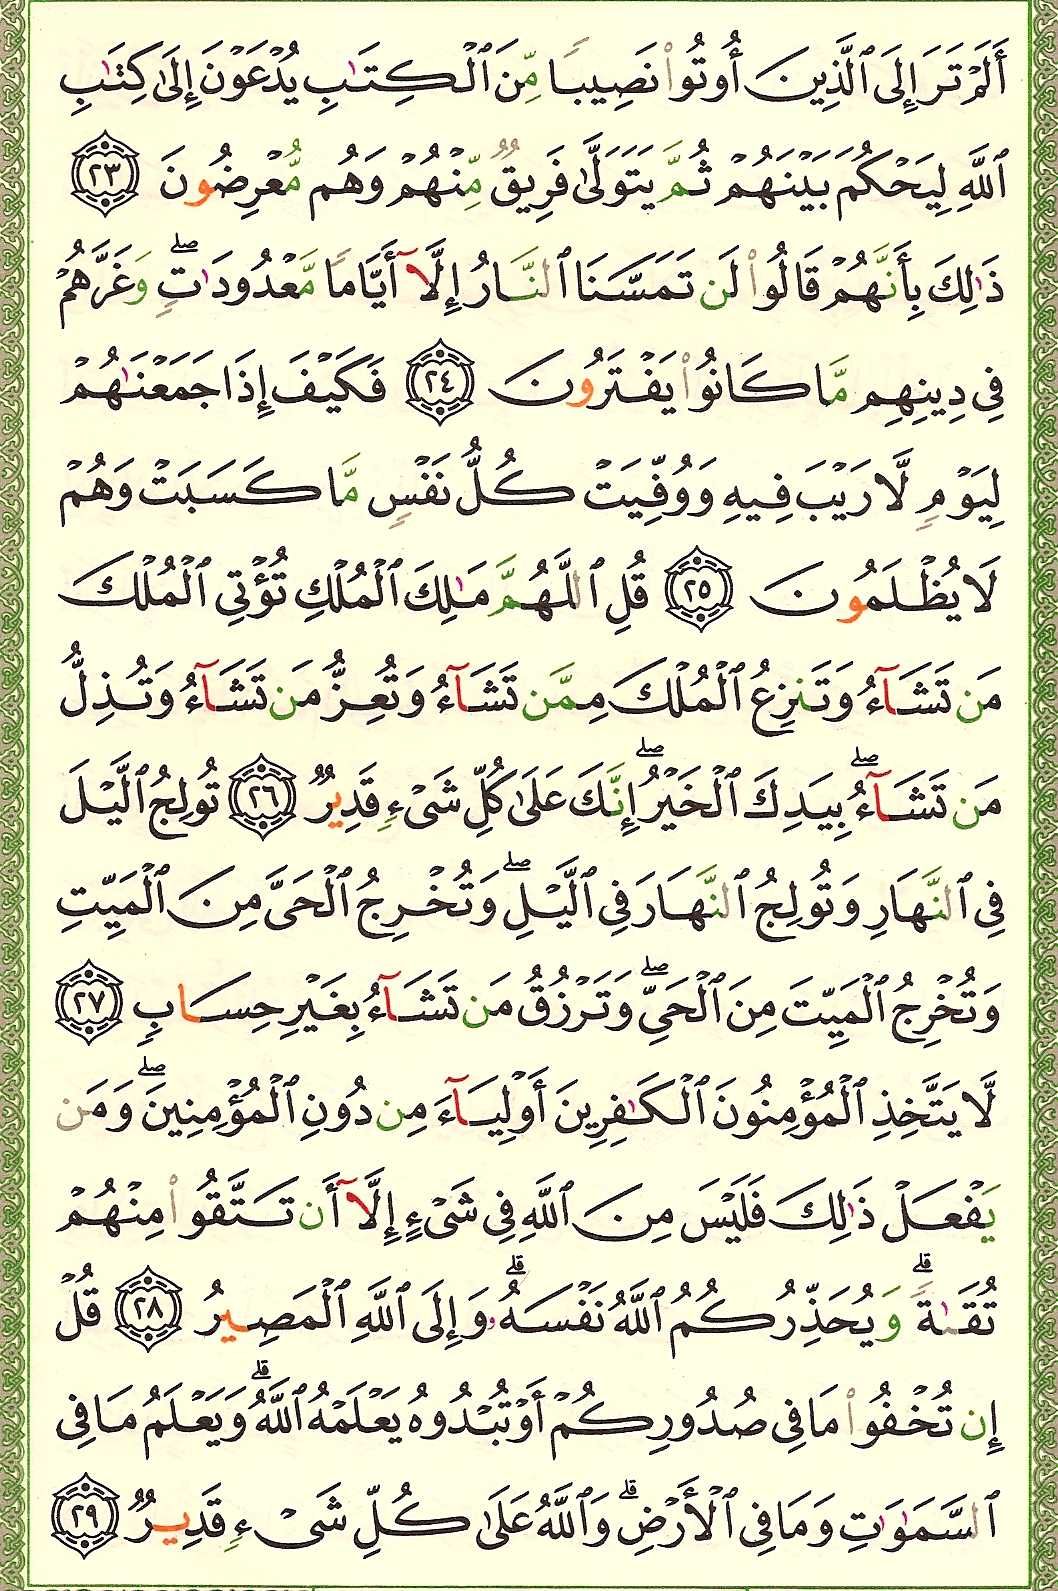 أَلَمْ تَرَ إِلَى ٱلَّذِينَ أُوتُوا۟ نَصِيبًا مِّنَ ٱلْكِتَٰبِ يُدْعَوْنَ إِلَىٰ كِتَٰبِ
ٱللَّهِ لِيَحْكُمَ بَيْنَهُمْ ثُمَّ يَتَوَلَّىٰ فَرِيقٌ مِّنْهُمْ وَهُم مُّعْرِضُونَ ٢٣
ذَٰلِكَ بِأَنَّهُمْ قَالُوا۟ لَن تَمَسَّنَا ٱلنَّارُ إِلَّآ أَيَّامًا مَّعْدُودَٰتٍ ۖ وَغَرَّهُمْ
فِى دِينِهِم مَّا كَانُوا۟ يَفْتَرُونَ ٢٤ فَكَيْفَ إِذَا جَمَعْنَٰهُمْ
لِيَوْمٍ لَّا رَيْبَ فِيهِ وَوُفِّيَتْ كُلُّ نَفْسٍ مَّا كَسَبَتْ وَهُمْ
لَا يُظْلَمُونَ ٢٥ قُلِ ٱللَّهُمَّ مَٰلِكَ ٱلْمُلْكِ تُؤْتِى ٱلْمُلْكَ
مَن تَشَآءُ وَتَنزِعُ ٱلْمُلْكَ مِمَّن تَشَآءُ وَتُعِزُّ مَن تَشَآءُ وَتُذِلُّ
مَن تَشَآءُ ۖ بِيَدِكَ ٱلْخَيْرُ ۖ إِنَّكَ عَلَىٰ كُلِّ شَىْءٍ قَدِيرٌ ٢٦ تُولِجُ ٱلَّيْلَ
فِى ٱلنَّهَارِ وَتُولِجُ ٱلنَّهَارَ فِى ٱلَّيْلِ ۖ وَتُخْرِجُ ٱلْحَىَّ مِنَ ٱلْمَيِّتِ
وَتُخْرِجُ ٱلْمَيِّتَ مِنَ ٱلْحَىِّ ۖ وَتَرْزُقُ مَن تَشَآءُ بِغَيْرِ حِسَابٍ ٢٧
لَّا يَتَّخِذِ ٱلْمُؤْمِنُونَ ٱلْكَٰفِرِينَ أَوْلِيَآءَ مِن دُونِ ٱلْمُؤْمِنِينَ ۖ وَمَن
يَفْعَلْ ذَٰلِكَ فَلَيْسَ مِنَ ٱللَّهِ فِى شَىْءٍ إِلَّآ أَن تَتَّقُوا۟ مِنْهُمْ
تُقَىٰةً ۗ وَيُحَذِّرُكُمُ ٱللَّهُ نَفْسَهُۥ ۗ وَإِلَى ٱللَّهِ ٱلْمَصِيرُ ٢٨ قُلْ
إِن تُخْفُوا۟ مَا فِى صُدُورِكُمْ أَوْ تُبْدُوهُ يَعْلَمْهُ ٱللَّهُ ۗ وَيَعْلَمُ مَا فِى
ٱلسَّمَٰوَٰتِ وَمَا فِى ٱلْأَرْضِ ۗ وَٱللَّهُ عَلَىٰ كُلِّ شَىْءٍ قَدِيرٌ ٢٩